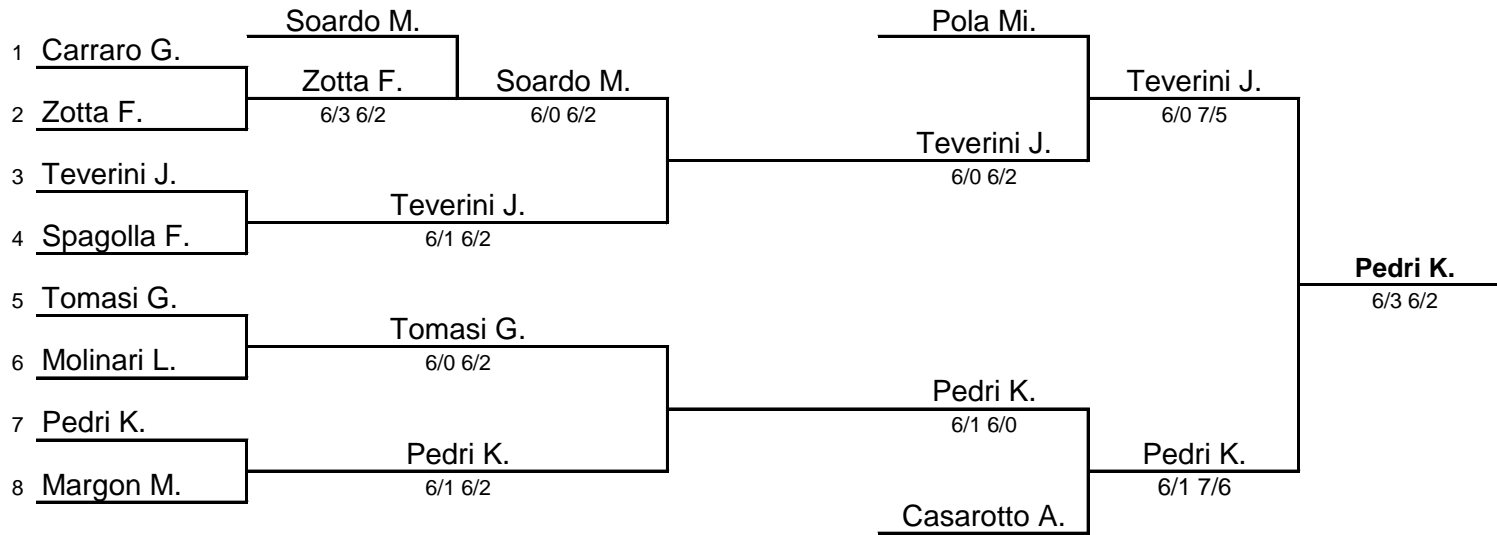 Soardo M.
Pola Mi.
1 Carraro G.
Zotta F.
Soardo M.
Teverini J.
2 Zotta F.
6/3 6/2
6/0 6/2
6/0 7/5
Teverini J.
3 Teverini J.
6/0 6/2
Teverini J.
4 Spagolla F.
6/1 6/2
Pedri K.
5 Tomasi G.
6/3 6/2
Tomasi G.
6 Molinari L.
6/0 6/2
Pedri K.
7 Pedri K.
6/1 6/0
Pedri K.
Pedri K.
8 Margon M.
6/1 6/2
6/1 7/6
Casarotto A.